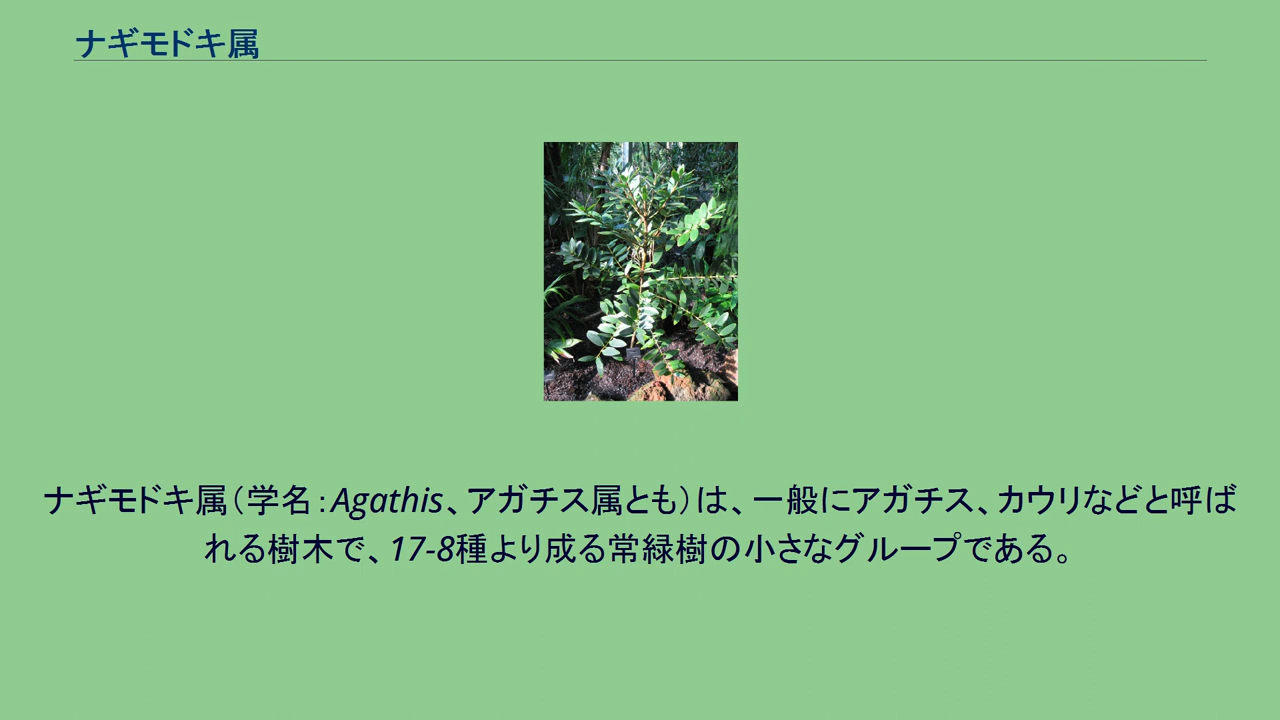 ナギモドキ属
ナギモドキ属（学名：Agathis、アガチス属とも）は、一般にアガチス、カウリなどと呼ば
れる樹木で、17-8種より成る常緑樹の小さなグループである。